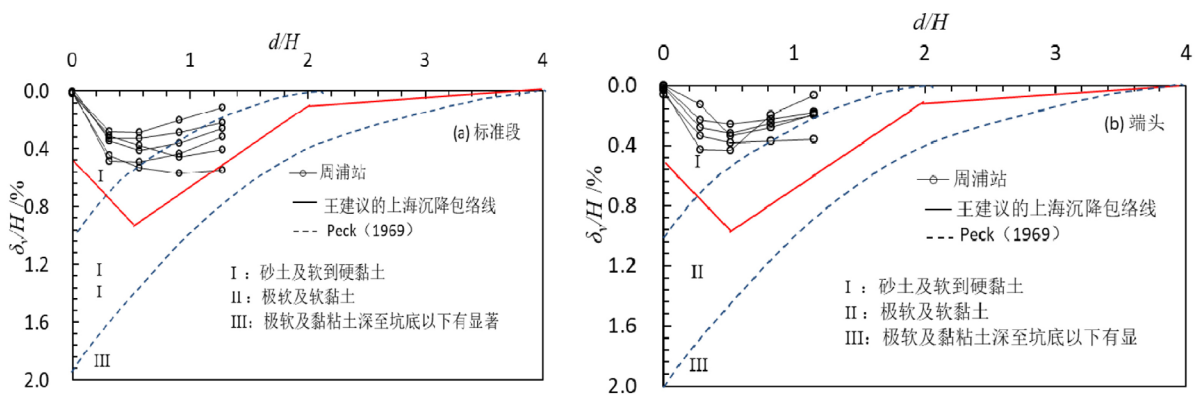 d/H
0 1 2 3 4
0.0
0.4
0.8
1.2
1.6
2.0
δv/H /%
(a) 标准段
I
周浦站
王建议的上海沉降包络线
Peck（1969）
I
I
I ：砂土及软到硬黏土
II ：极软及软黏土
III：极软及黏粘土深至坑底以下有显著
III
d/H
0 1 2 3 4
0.0
0.4
0.8
1.2
1.6
2.0
δv/H /%
(b) 端头
I
周浦站
王建议的上海沉降包络线
Peck（1969）
II
I ：砂土及软到硬黏土
II ：极软及软黏土
III：极软及黏粘土深至坑底以下有显
III